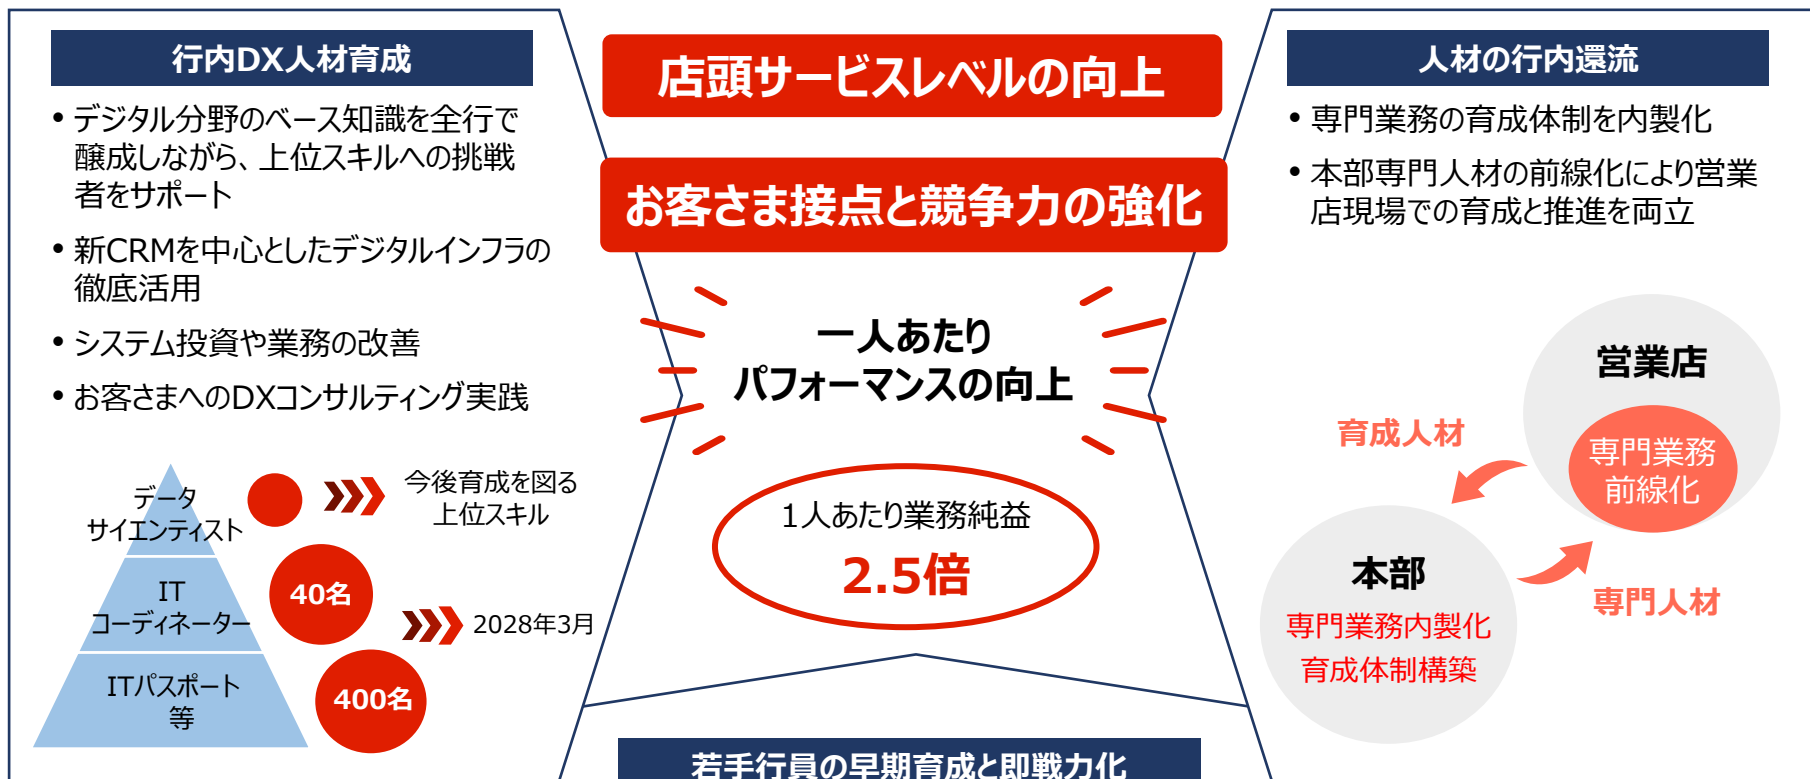 行内DX人材育成
• デジタル分野のベース知識を全行で
醸成しながら、上位スキルへの挑戦
者をサポート
• 新CRMを中心としたデジタルインフラの
徹底活用
• システム投資や業務の改善
• お客さまへのDXコンサルティング実践
データ
サイエンティスト
今後育成を図る
上位スキル
IT
コーディネーター
40名
2028年3月
ITパスポート
等
400名
店頭サービスレベルの向上
お客さま接点と競争力の強化
一人あたり
パフォーマンスの向上
1人あたり業務純益
2.5倍
若手行員の早期育成と即戦力化
人材の行内還流
• 専門業務の育成体制を内製化
• 本部専門人材の前線化により営業
店現場での育成と推進を両立
営業店
専門業務
前線化
育成人材
専門人材
本部
専門業務内製化
育成体制構築